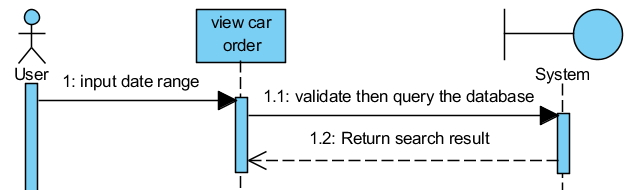 view car
order
User
System
1: input date range
1.1: validate then query the database
1.2: Return search result